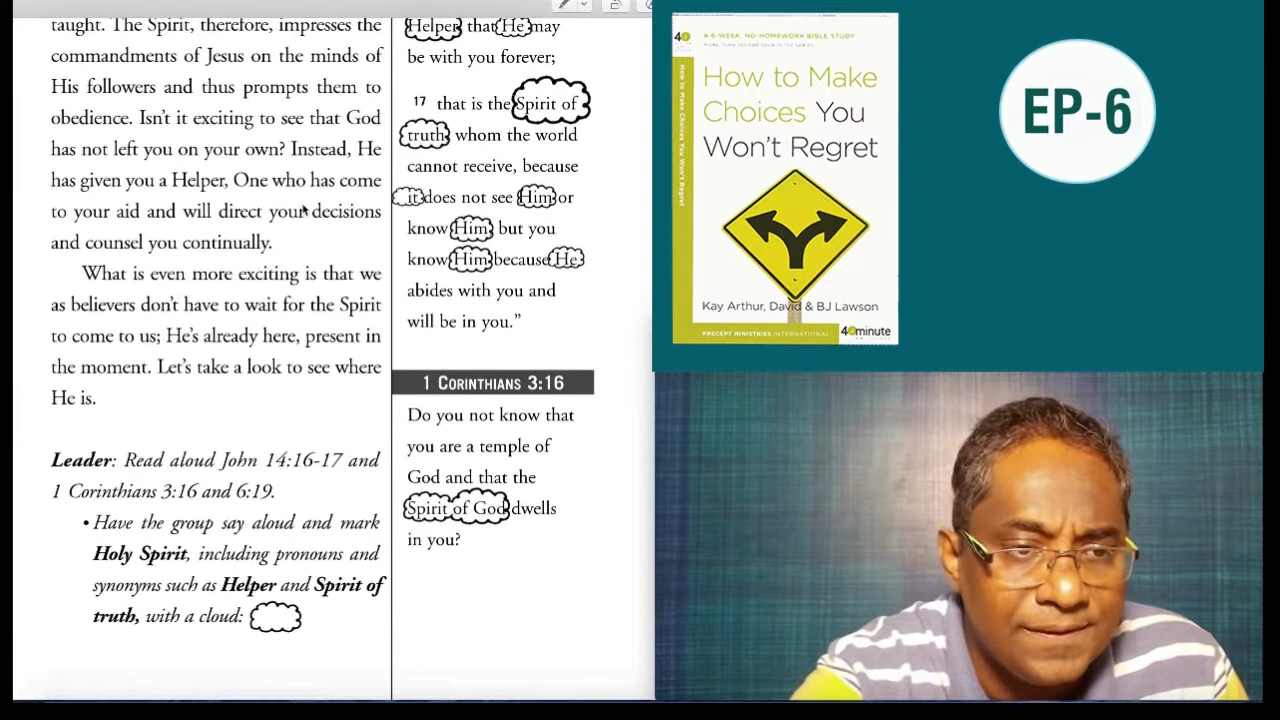 taught. The Spirit, therefore, impresses the
commandments of Jesus on the minds of
His followers and thus prompts them to
obedience. Isn't it exciting to see that God
has not left you on your own? Instead, He
has given you a Helper, One who has come
to your aid and will direct your decisions
and counsel you continually.
What is even more exciting is that we
as believers don't have to wait for the Spirit
to come to us; He's already here, present in
the moment. Let's take a look to see where
He is.
Leader: Read aloud John 14:16-17 and
1 Corinthians 3:16 and 6:19.
• Have the group say aloud and mark
Holy Spirit, including pronouns and
synonyms such as Helper and Spirit of
truth, with a cloud:
Helper that He may
be with you forever;
17 that is the Spirit of
truth, whom the world
cannot receive, because
it does not see Him or
know Him, but you
know Him because He
abides with you and
will be in you."
1 CORINTHIANS 3:16
Do you not know that
you are a temple of
God and that the
Spirit of God dwells
in you?
A 6-WEEK, NO-HOMEWORK BIBLE STUDY
How to Make
Choices You
Won't Regret
How to Make Choices You Won't Regret
Kay Arthur, David & BJ Lawson
PRECEPT MINISTRIES INTERNATIONAL
40minute
EP-6